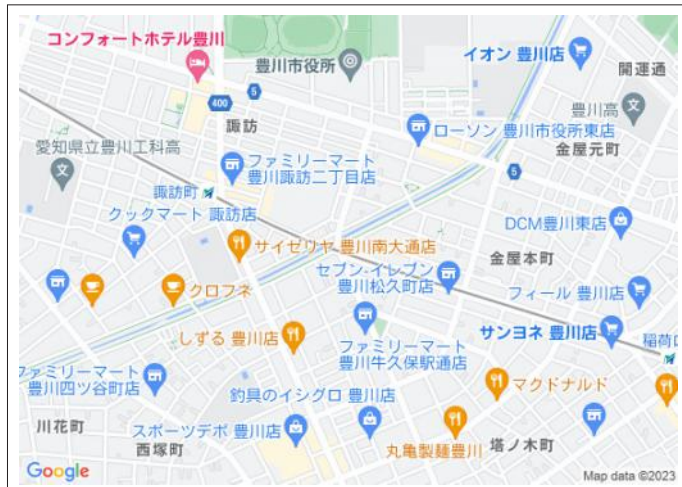 コンフォートホテル豊川
豊川市役所
イオン 豊川店
開運通
400
5
諏訪
豊川高
ローソン 豊川市役所東店
金屋元町
愛知県立豊川工科高
ファミリーマート
豊川諏訪二丁目店
5
諏訪町
クックマート 諏訪店
DCM豊川東店
サイゼリヤ 豊川南大通店
金屋本町
セブン-イレブン
豊川松久町店
クロフネ
フィール 豊川店
しずる 豊川店
サンヨネ 豊川店
稲荷口
ファミリーマート
豊川牛久保駅通店
ファミリーマート
豊川四ツ谷町店
マクドナルド
釣具のイシグロ 豊川店
川花町
スポーツデポ 豊川店
西塚町
丸亀製麺豊川
塔ノ木町
Google
Map data ©2023